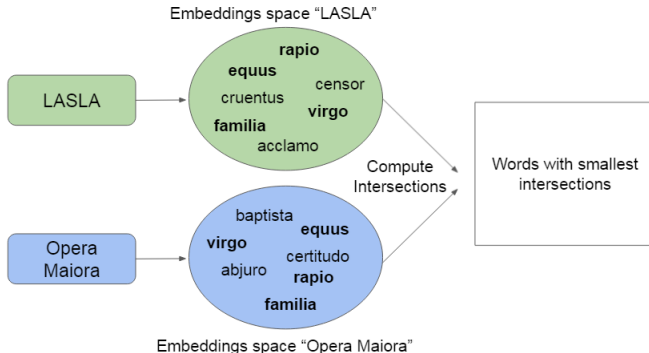 Embeddings space “LASLA”
LASLA
rapio
equus
censor
cruentus
virgo
familia
acclamo
Compute
Intersections
Words with smallest
intersections
Opera
Maiora
baptista
equus
virgo
certitudo
abjuro
rapio
familia
Embeddings space “Opera Maiora”